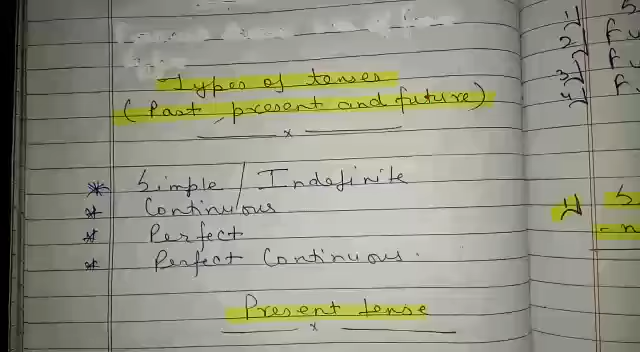 Types of tenses
(Past, present and future)
x
* Simple / Indefinite
* Continuous
* Perfect
* Perfect Continuous.
Present tense
x